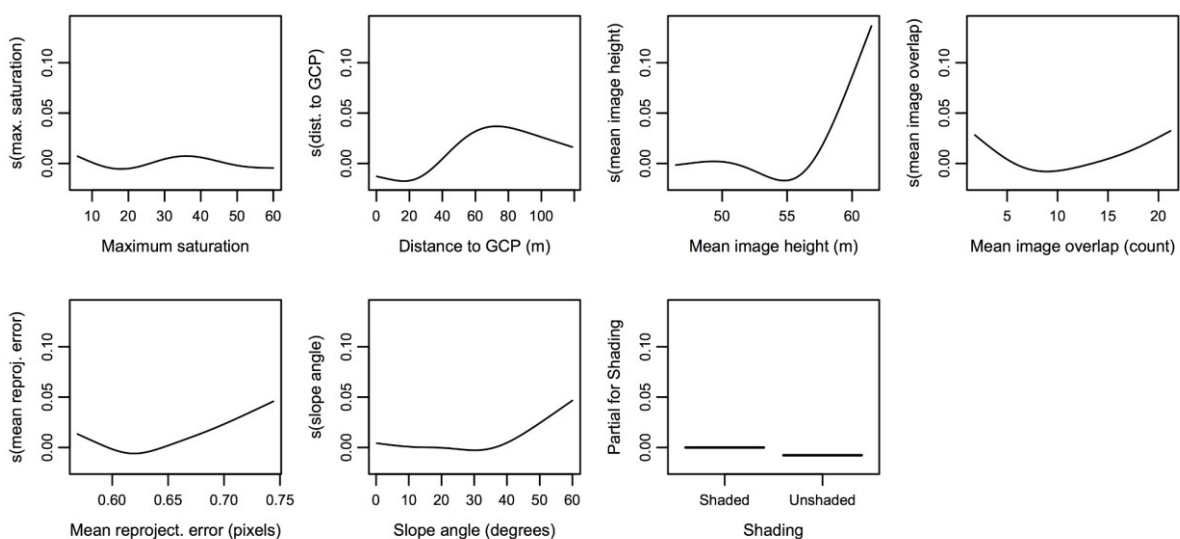 s(max. saturation)
0.00 0.05 0.10
10 20 30 40 50 60
Maximum saturation
s(dist. to GCP)
0.00 0.05 0.10
0 20 40 60 80 100
Distance to GCP (m)
s(mean image height)
0.00 0.05 0.10
50 55 60
Mean image height (m)
s(mean image overlap)
0.00 0.05 0.10
5 10 15 20
Mean image overlap (count)
s(mean reproj. error)
0.00 0.05 0.10
0.60 0.65 0.70 0.75
Mean reproject. error (pixels)
s(slope angle)
0.00 0.05 0.10
0 10 20 30 40 50 60
Slope angle (degrees)
Partial for Shading
0.00 0.05 0.10
Shaded Unshaded
Shading